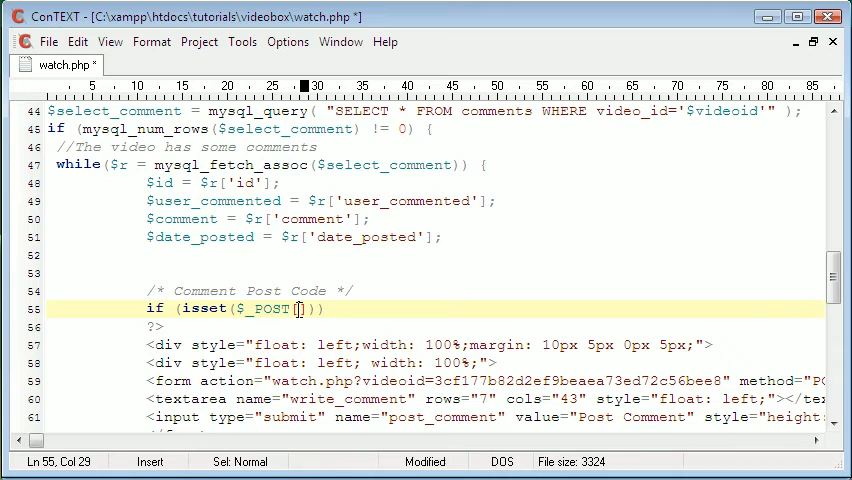 ConTEXT - [C:\xampp\htdocs\tutorials\videobox\watch.php *]
File Edit View Format Project Tools Options Window Help
watch.php *
5 10 15 20 25 30 35 40 45 50 55 60 65 70 75 80 85
44 $select_comment = mysql_query( "SELECT * FROM comments WHERE video_id='$videoid'" );
45 if (mysql_num_rows($select_comment) != 0) {
46 //The video has some comments
47 while($r = mysql_fetch_assoc($select_comment)) {
48 $id = $r['id'];
49 $user_commented = $r['user_commented'];
50 $comment = $r['comment'];
51 $date_posted = $r['date_posted'];
52
53
54 /* Comment Post Code */
55 if (isset($_POST[]))
56 ?>
57 <div style="float: left;width: 100%;margin: 10px 5px 0px 5px;">
58 <div style="float: left; width: 100%;">
59 <form action="watch.php?videoid=3cf177b82d2ef9beaea73ed72c56bee8" method="PO
60 <textarea name="write_comment" rows="7" cols="43" style="float: left;"></tex
61 <input type="submit" name="post_comment" value="Post Comment" style="height:
Ln 55, Col 29 Insert Sel: Normal Modified DOS File size: 3324